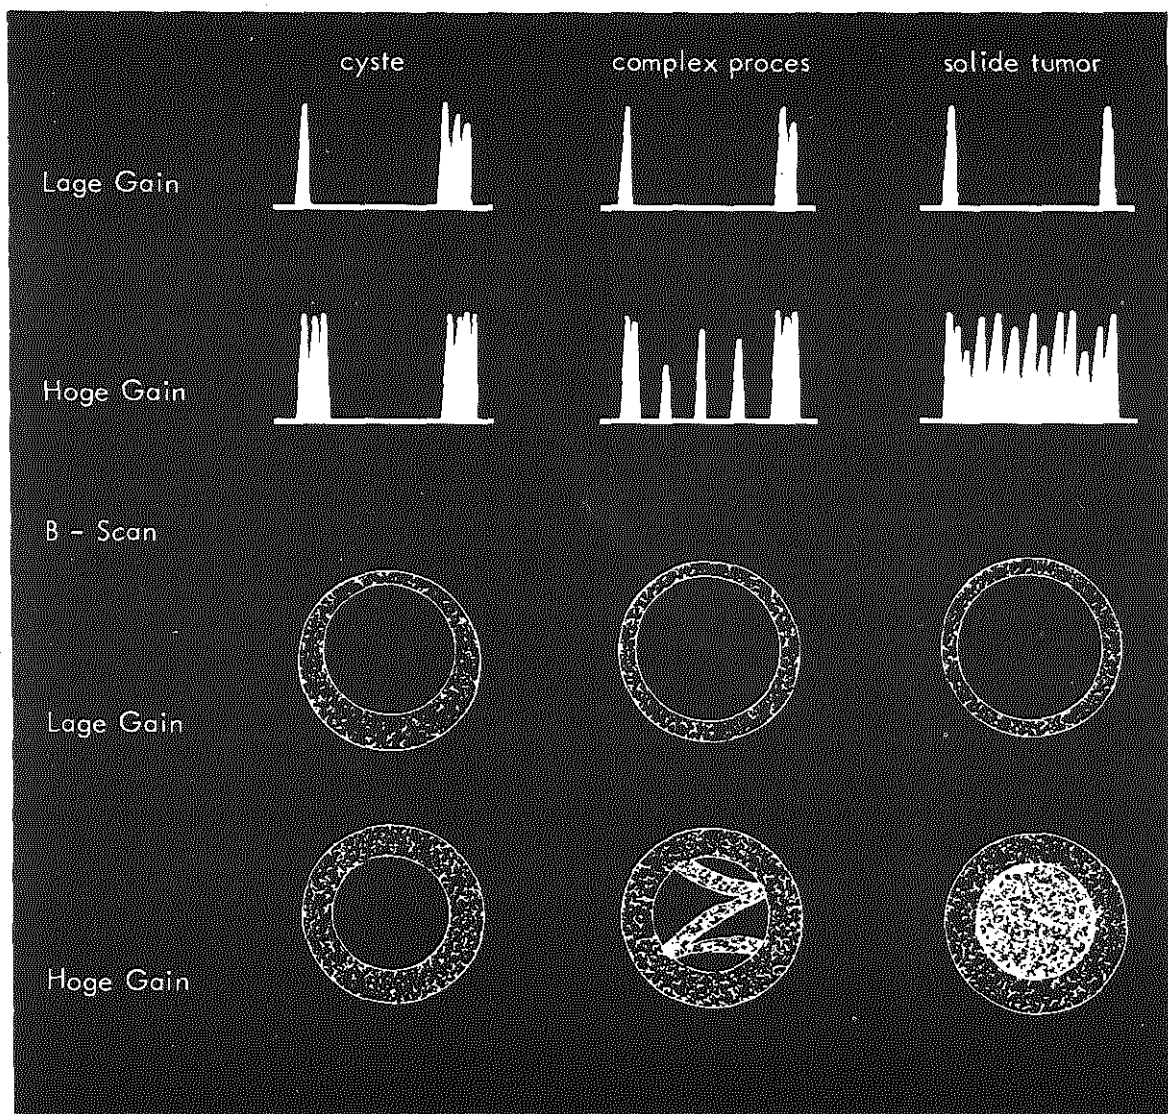 cyste complex proces solide tumor
Lage Gain
Hoge Gain
B - Scan
Lage Gain
Hoge Gain